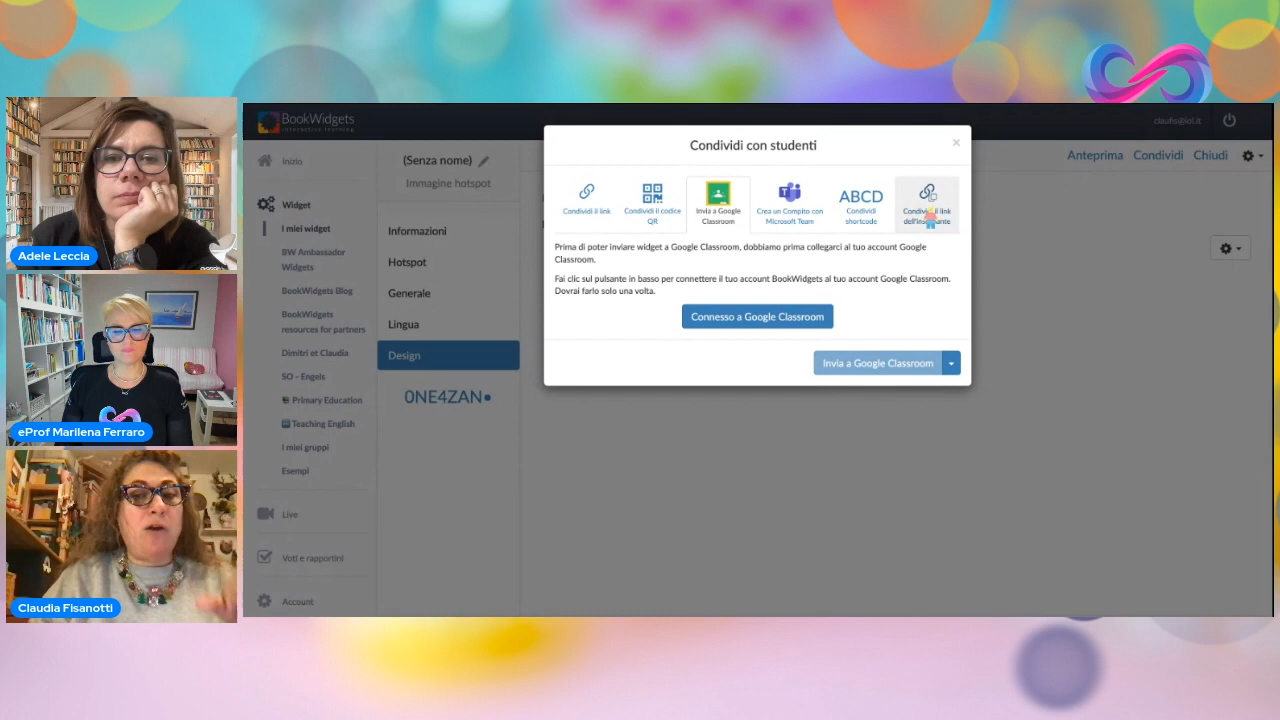 Adele Leccia
eProf Marilena Ferraro
Claudia Fisanotti
BookWidgets
interactive learning
claufis@iol.it
Inizio
Widget
I miei widget
BW Ambassador
Widgets
BookWidgets Blog
BookWidgets
resources for partners
Dimitri et Claudia
SO - Engels
Primary Education
Teaching English
I miei gruppi
Esempi
Live
Voti e rapportini
Account
(Senza nome)
Immagine hotspot
Informazioni
Hotspot
Generale
Lingua
Design
0NE4ZAN
Anteprima Condividi Chiudi
Condividi con studenti
×
Condividi il link
Condividi il codice
QR
Invia a Google
Classroom
Crea un Compito con
Microsoft Team
ABCD
Condividi
shortcode
Condividi il link
dell'insegnante
Prima di poter inviare widget a Google Classroom, dobbiamo prima collegarci al tuo account Google
Classroom.
Fai clic sul pulsante in basso per connettere il tuo account BookWidgets al tuo account Google Classroom.
Dovrai farlo solo una volta.
Connesso a Google Classroom
Invia a Google Classroom